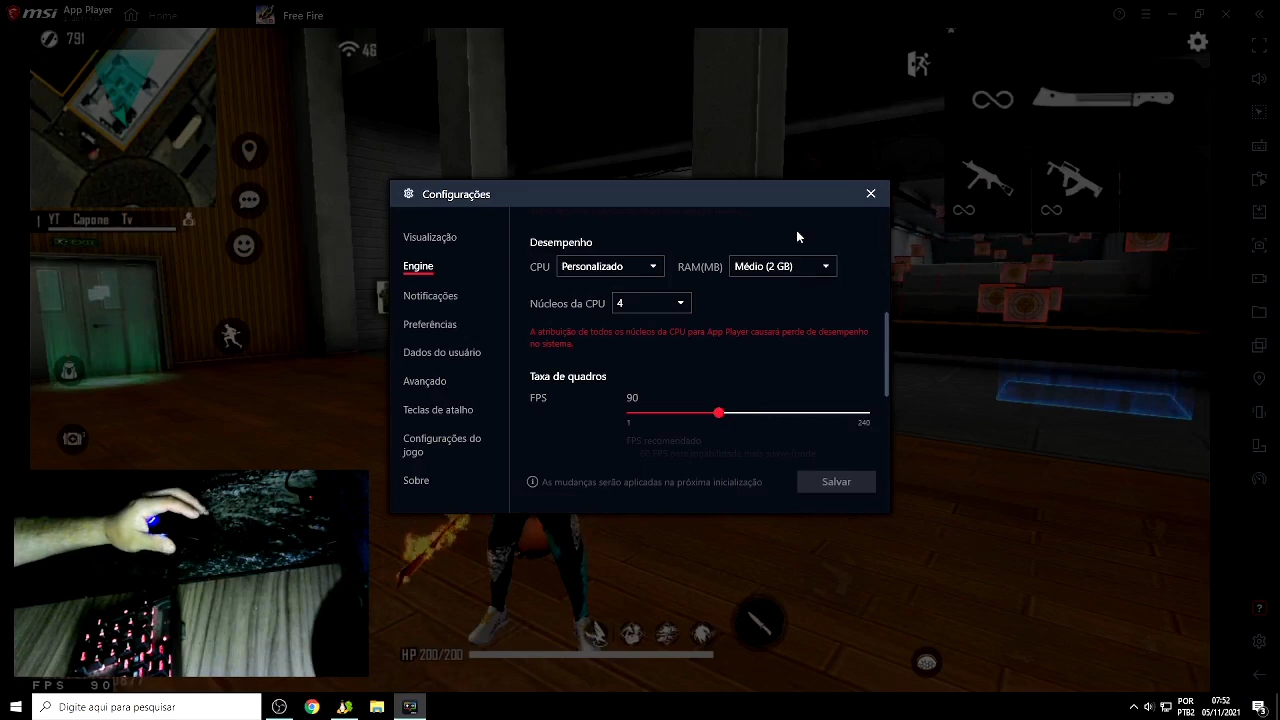 msi App Player
Home
Free Fire
791
46
1 YT Capone Tv
Configurações
Visualização
Engine
Notificações
Preferências
Dados do usuário
Avançado
Teclas de atalho
Configurações do
jogo
Sobre
Desempenho
CPU Personalizado RAM(MB) Médio (2 GB)
Núcleos da CPU 4
A atribuição de todos os núcleos da CPU para App Player causará perde de desempenho
no sistema.
Taxa de quadros
FPS 90
1 240
FPS recomendado
As mudanças serão aplicadas na próxima inicialização
Salvar
HP 200/200
FPS 90
Digite aqui para pesquisar
POR
PTB2
07:52
05/11/2021
3